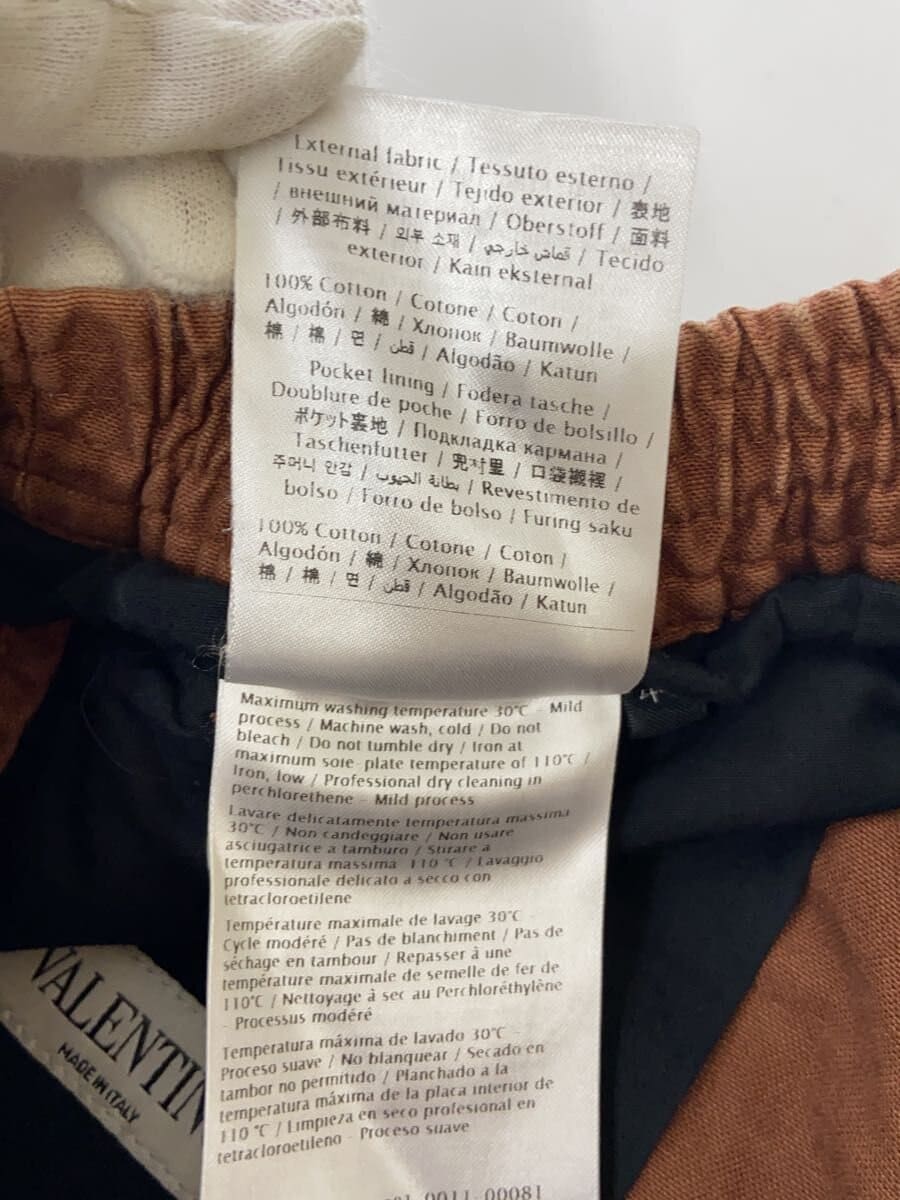 External fabric / Tessuto esterno /
Tissu extérieur / Tejido exterior / 表地
/ внешний материал / Oberstoff / 面料
/ 外部布料 / 외부 소재 / قماش خارجي / Tecido
exterior / Kain eksternal
100% Cotton / Cotone / Coton /
Algodón / 綿 / Хлопок / Baumwolle /
棉 / 棉 / 면 / قطن / Algodão / Katun
Pocket lining / Fodera tasche /
Doublure de poche / Forro de bolsillo /
ポケット裏地 / Подкладка кармана /
Taschenfutter / 兜衬里 / 口袋襯裡 /
주머니 안감 / بطانة الجيوب / Revestimento de
bolso / Forro de bolso / Furing saku
100% Cotton / Cotone / Coton /
Algodón / 綿 / Хлопок / Baumwolle /
棉 / 棉 / 면 / قطن / Algodão / Katun
Maximum washing temperature 30°C - Mild
process / Machine wash, cold / Do not
bleach / Do not tumble dry / Iron at
maximum sole-plate temperature of 110°C /
Iron, low / Professional dry cleaning in
perchlorethene - Mild process
Lavare delicatamente temperatura massima
30°C / Non candeggiare / Non usare
asciugatrice a tamburo / Stirare a
temperatura massima 110 °C / Lavaggio
professionale delicato a secco con
tetracloroetilene
Température maximale de lavage 30°C -
Cycle modéré / Pas de blanchiment / Pas de
séchage en tambour / Repasser à une
température maximale de semelle de fer de
110°C / Nettoyage à sec au Perchloréthylène
- Processus modéré
Temperatura máxima de lavado 30°C -
Proceso suave / No blanquear / Secado en
tambor no permitido / Planchado a la
temperatura máxima de la placa interior de
110 °C / Limpieza en seco profesional en
tetracloroetileno - Proceso suave
0011-00081
VALENTIN
MADE IN ITALY
4